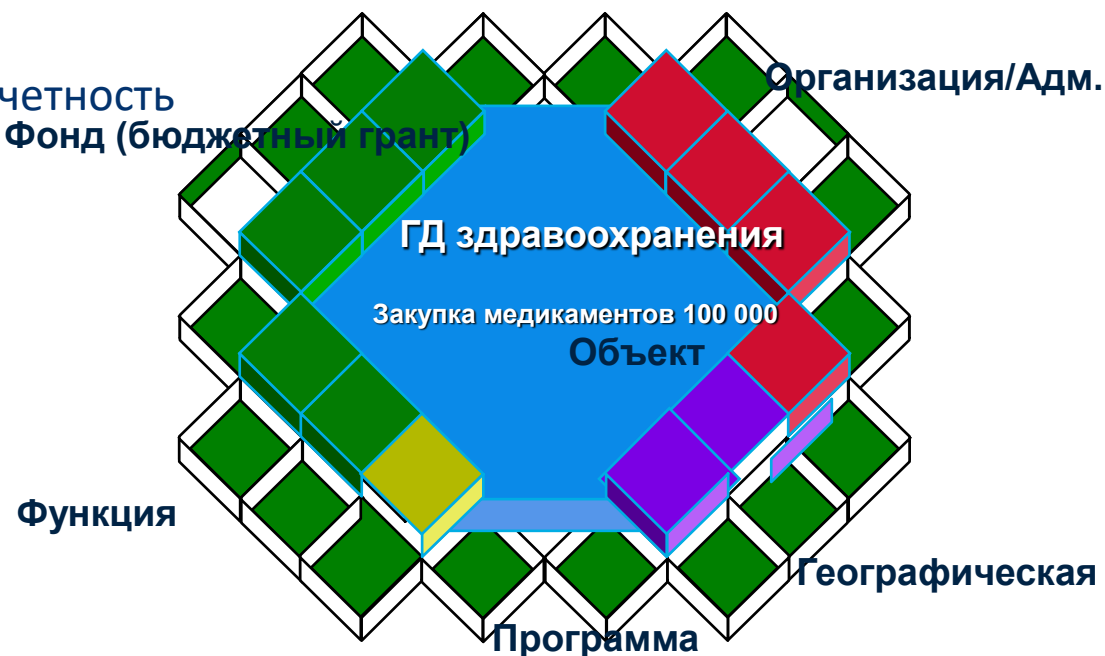 четность
Организация/Адм.
Фонд (бюджетный грант)
ГД здравоохранения
Закупка медикаментов 100 000
Объект
Функция
Географическая
Программа